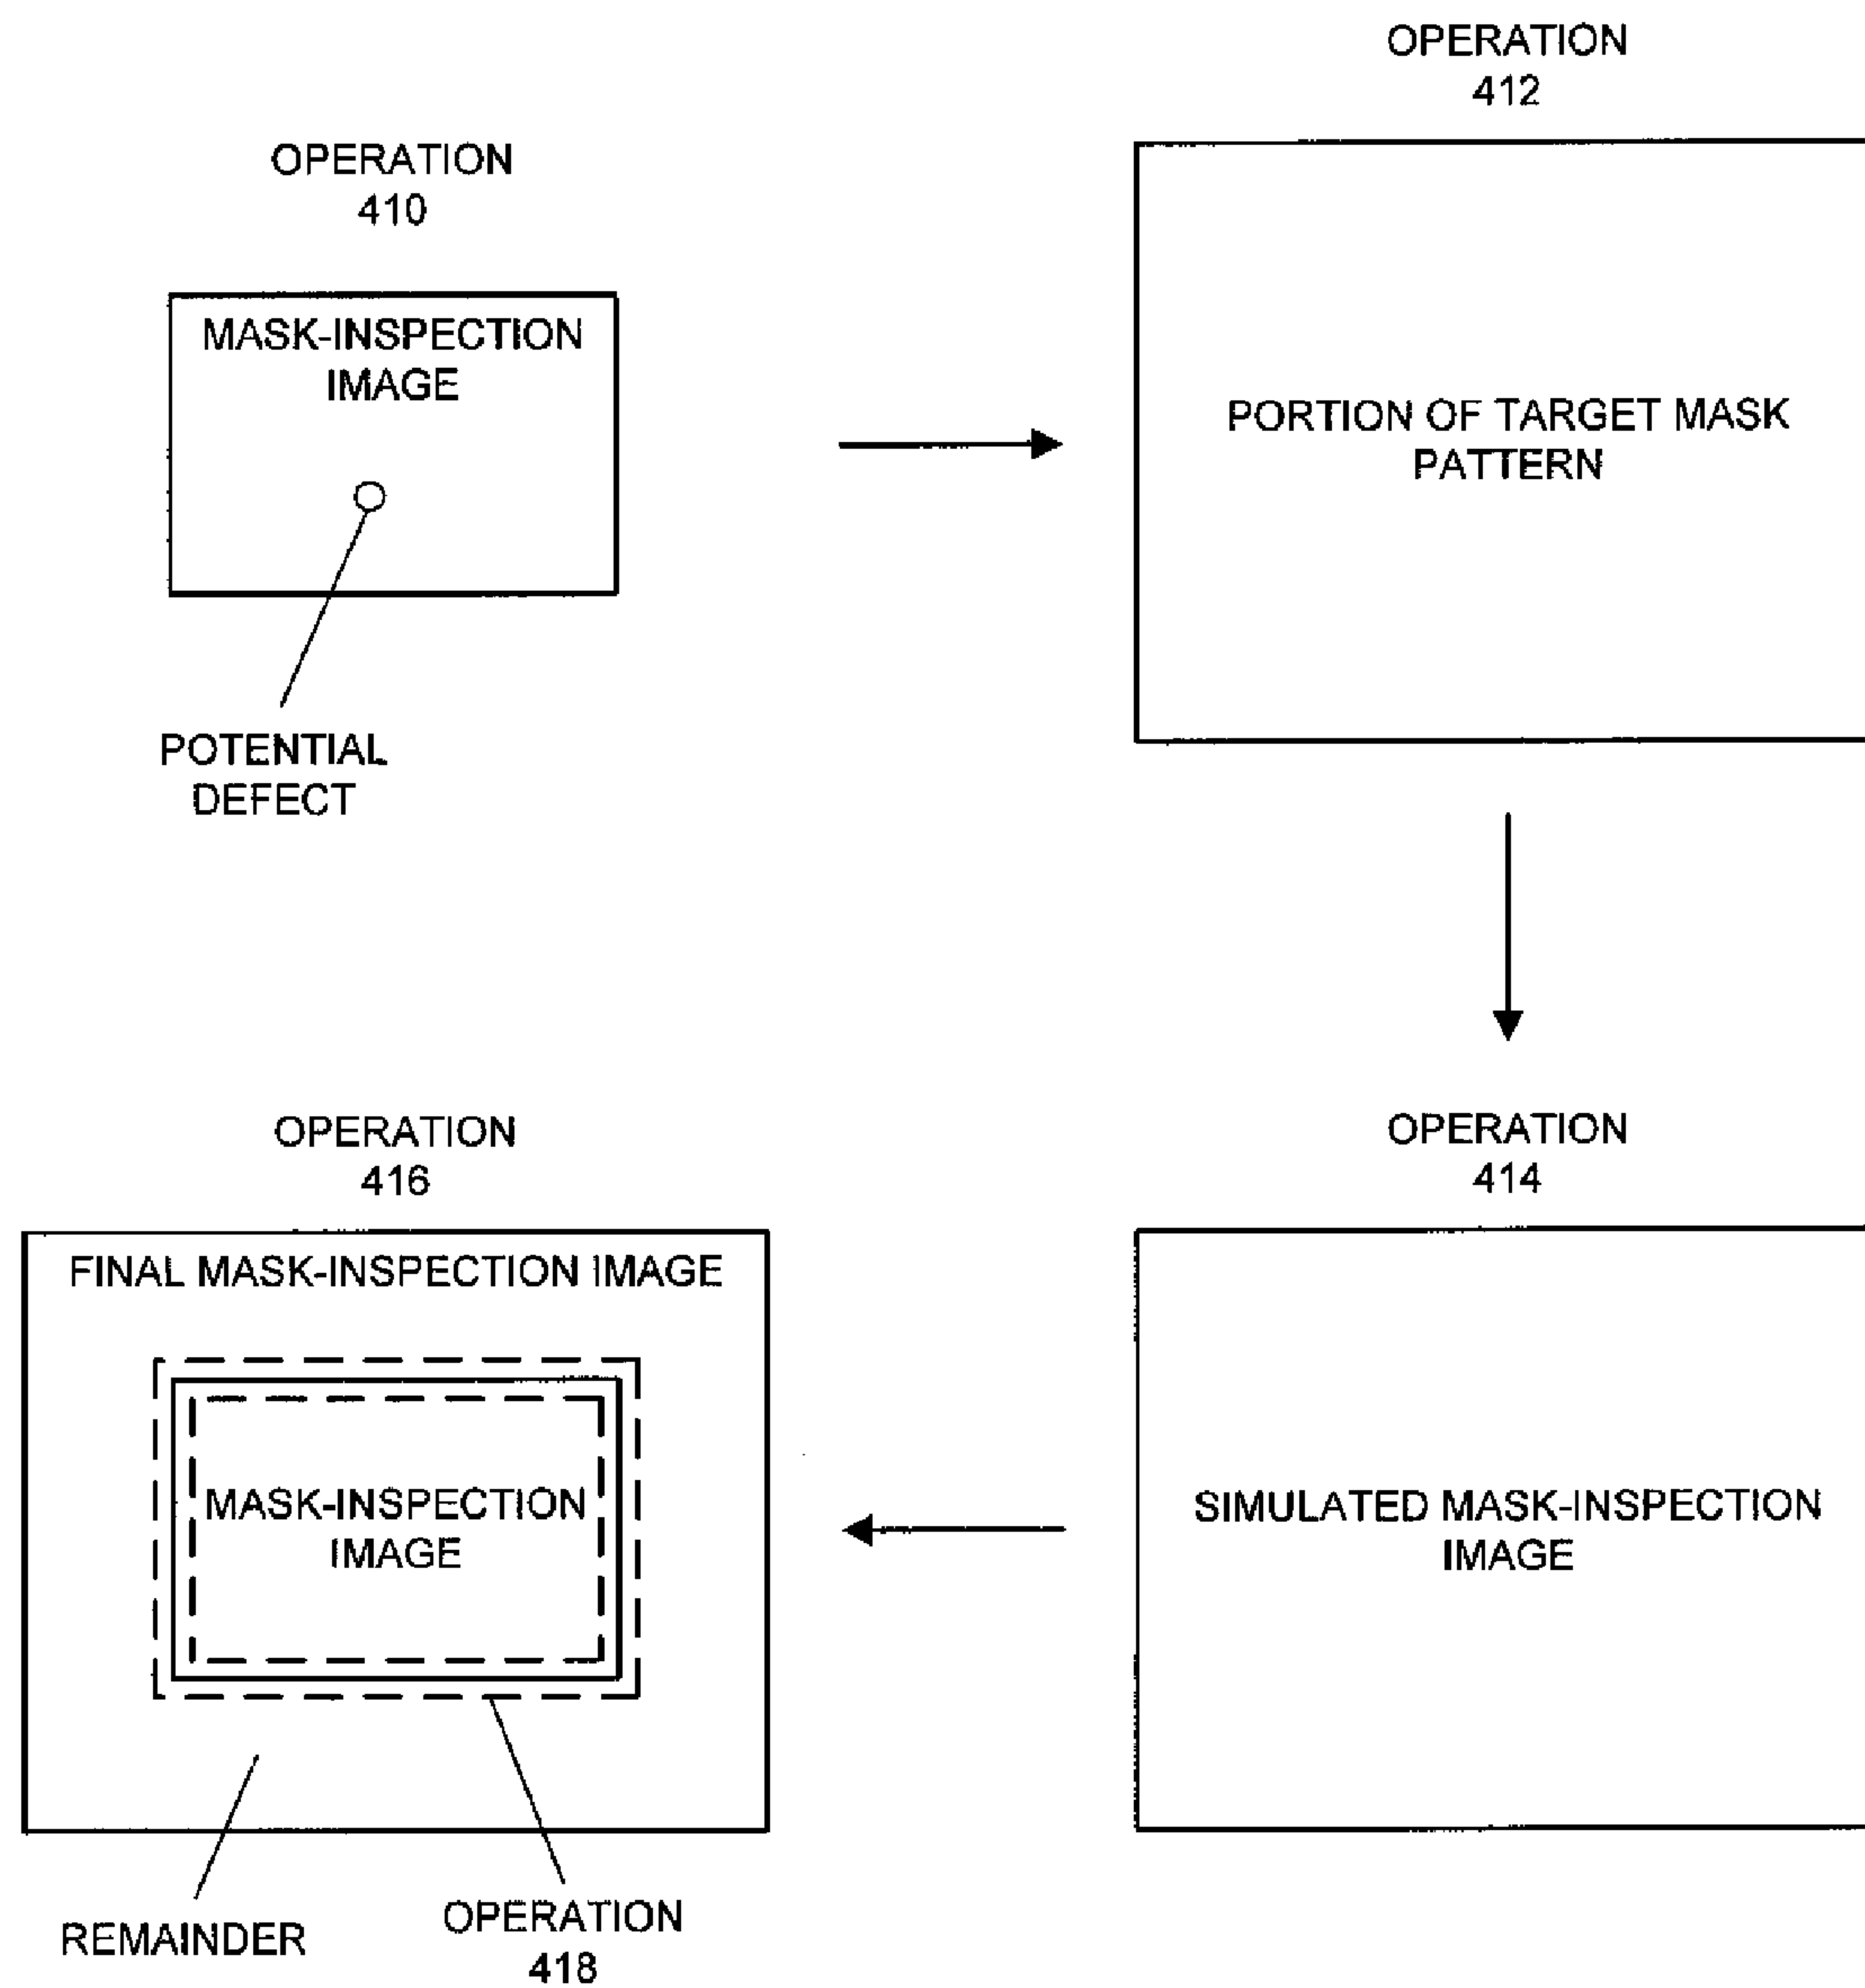 OPERATION
410
MASK-INSPECTION
IMAGE
POTENTIAL
DEFECT
OPERATION
412
PORTION OF TARGET MASK
PATTERN
OPERATION
414
SIMULATED MASK-INSPECTION
IMAGE
OPERATION
416
FINAL MASK-INSPECTION IMAGE
MASK-INSPECTION
IMAGE
REMAINDER
OPERATION
418